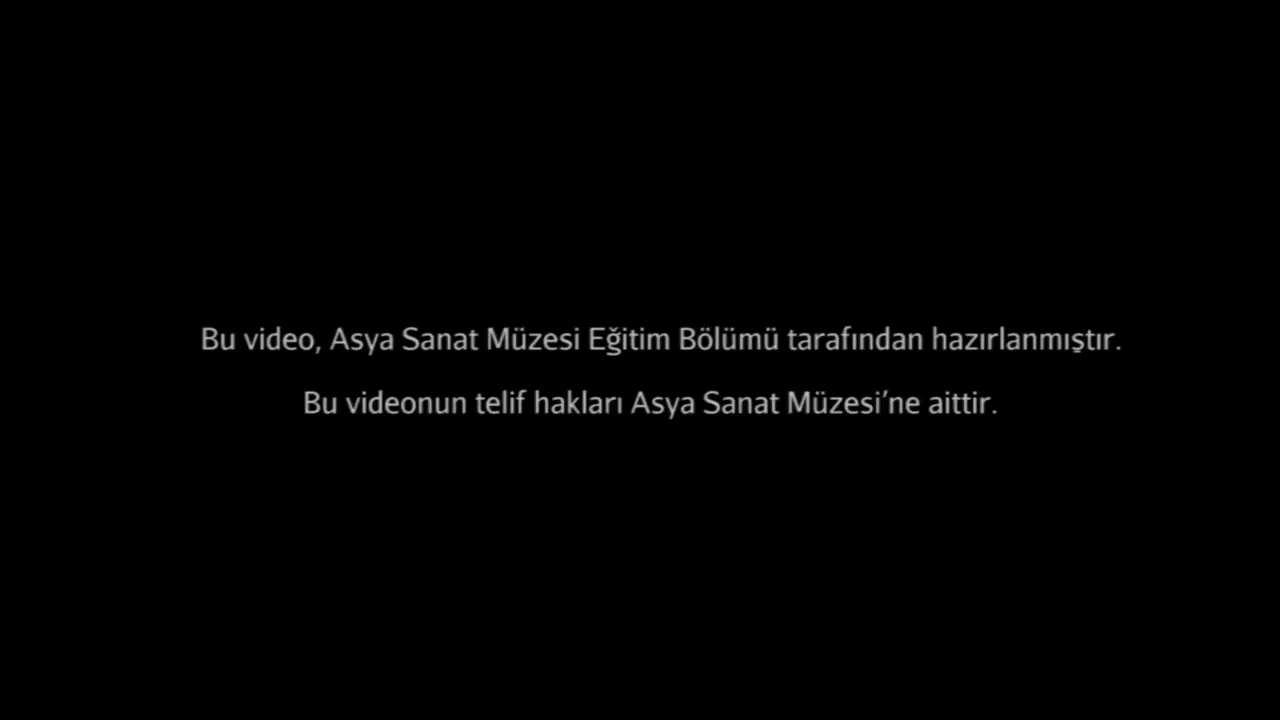 Bu video, Asya Sanat Müzesi Eğitim Bölümü tarafından hazırlanmıştır.
Bu videonun telif hakları Asya Sanat Müzesi’ne aittir.